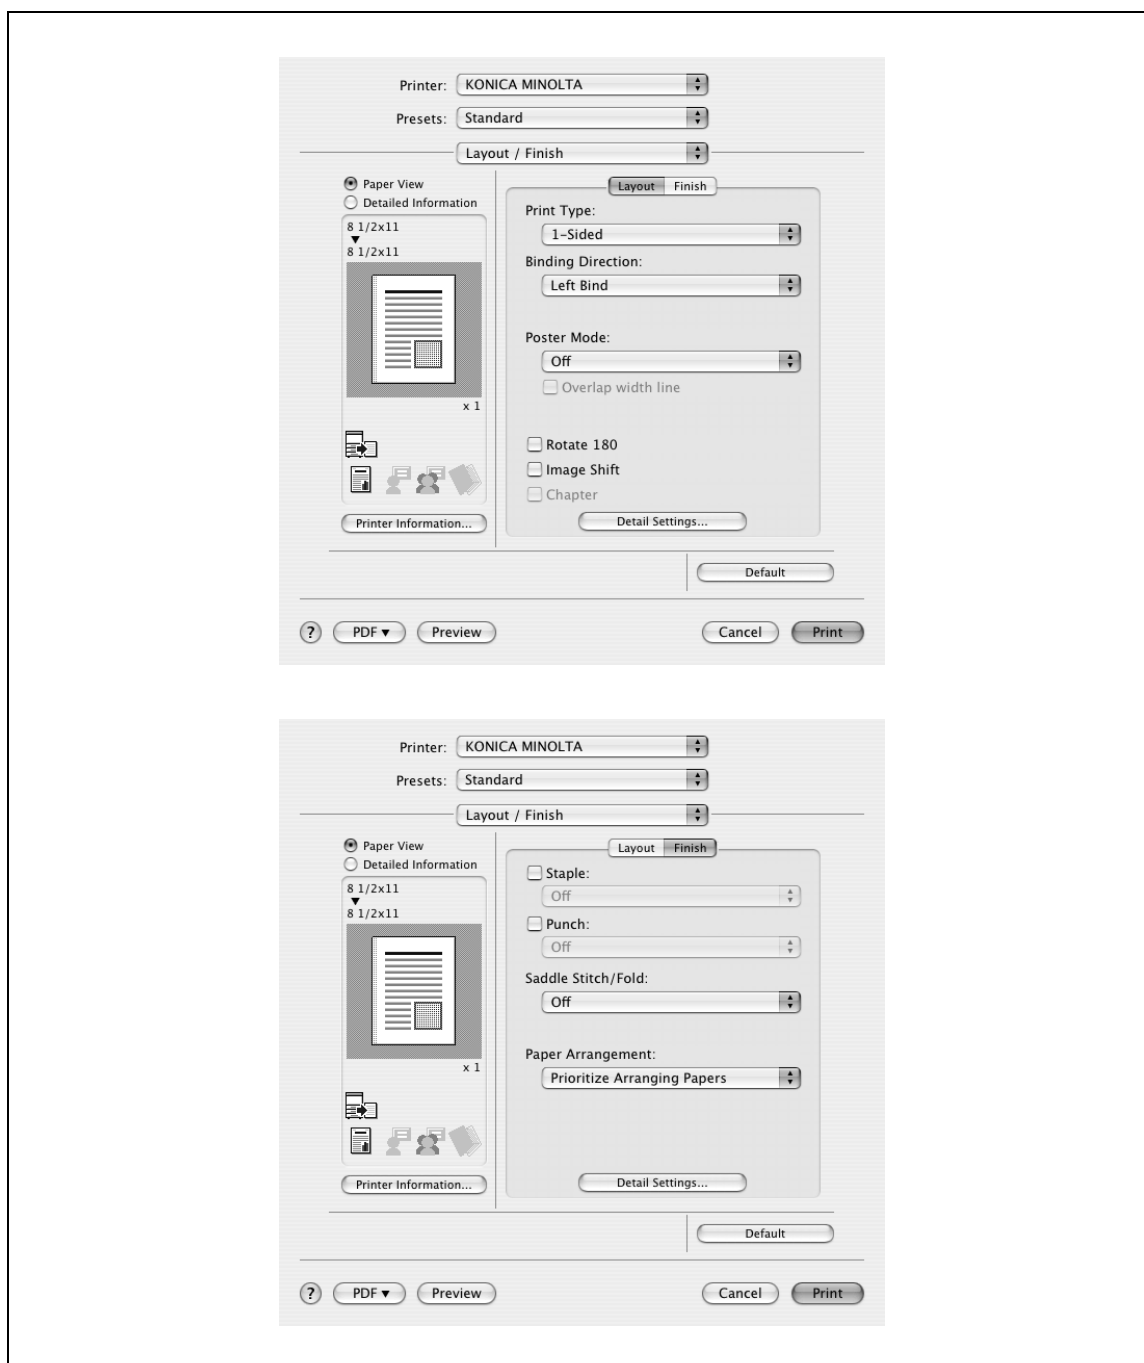 Printer: KONICA MINOLTA
Presets: Standard
Layout / Finish
Paper View
Detailed Information
8 1/2x11
8 1/2x11
x 1
Printer Information...
Layout Finish
Print Type:
1-Sided
Binding Direction:
Left Bind
Poster Mode:
Off
Overlap width line
Rotate 180
Image Shift
Chapter
Detail Settings...
Default
? PDF Preview Cancel Print
Printer: KONICA MINOLTA
Presets: Standard
Layout / Finish
Paper View
Detailed Information
8 1/2x11
8 1/2x11
x 1
Printer Information...
Layout Finish
Staple:
Off
Punch:
Off
Saddle Stitch/Fold:
Off
Paper Arrangement:
Prioritize Arranging Papers
Detail Settings...
Default
? PDF Preview Cancel Print